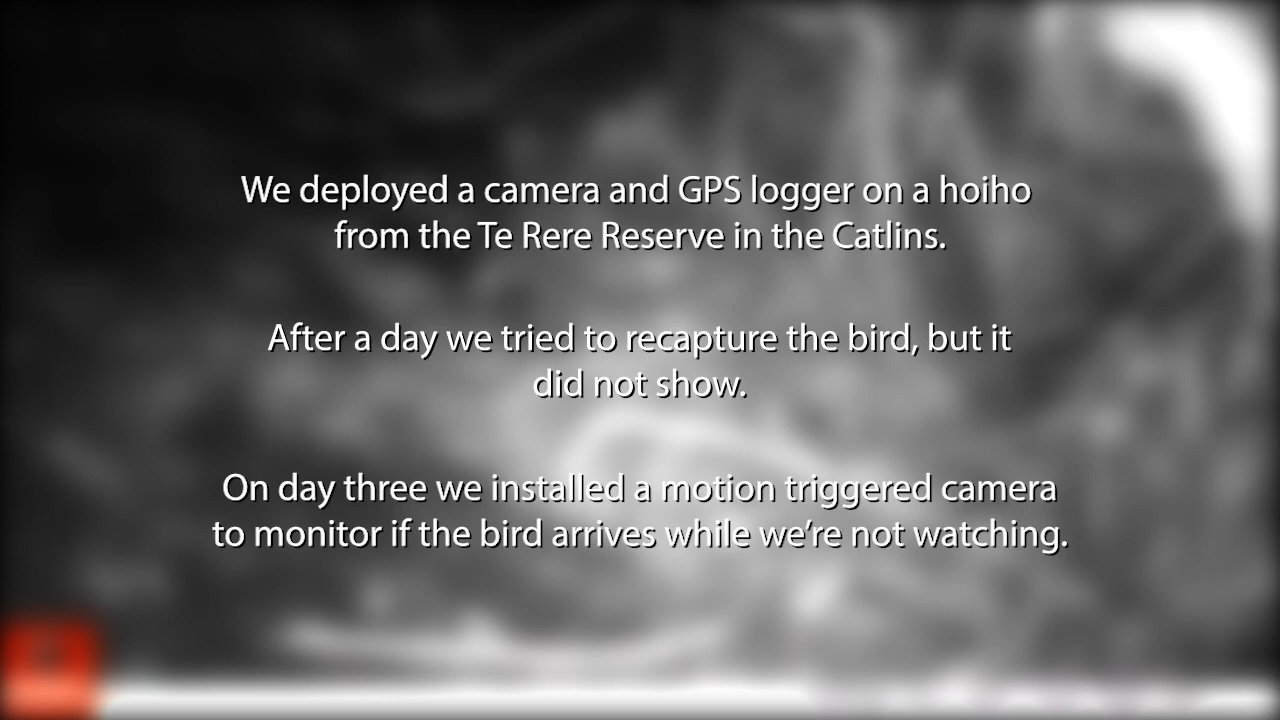 We deployed a camera and GPS logger on a hoiho
from the Te Rere Reserve in the Catlins.
After a day we tried to recapture the bird, but it
did not show.
On day three we installed a motion triggered camera
to monitor if the bird arrives while we're not watching.